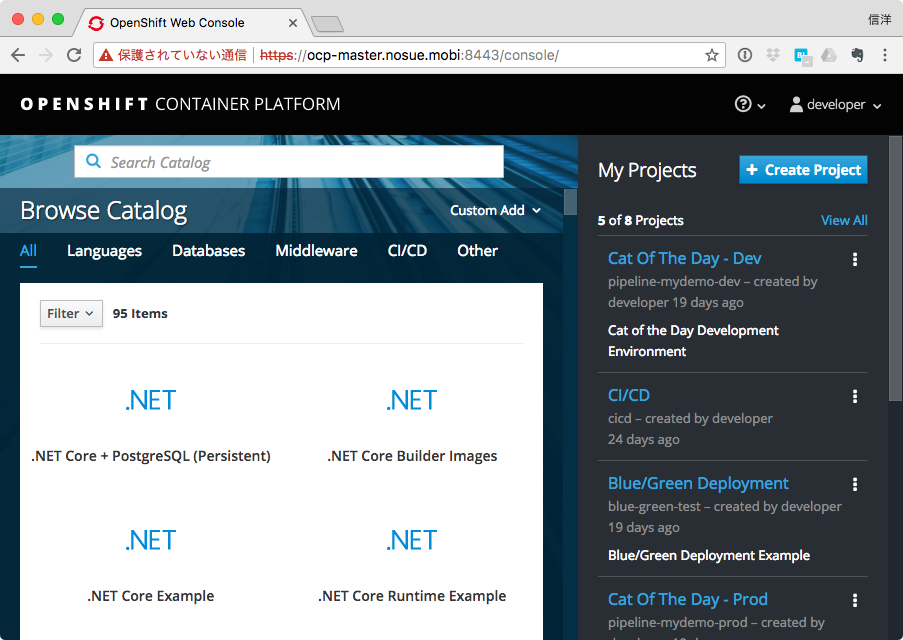 OpenShift Web Console
信洋
保護されていない通信 https://ocp-master.nosue.mobi:8443/console/
OPENSHIFT CONTAINER PLATFORM
developer
Search Catalog
Browse Catalog
Custom Add
All Languages Databases Middleware CI/CD Other
Filter 95 Items
.NET .NET
.NET Core + PostgreSQL (Persistent) .NET Core Builder Images
.NET .NET
.NET Core Example .NET Core Runtime Example
My Projects
+ Create Project
5 of 8 Projects View All
Cat Of The Day - Dev
pipeline-mydemo-dev – created by
developer 19 days ago
Cat of the Day Development
Environment
CI/CD
cicd – created by developer
24 days ago
Blue/Green Deployment
blue-green-test – created by developer
19 days ago
Blue/Green Deployment Example
Cat Of The Day - Prod
pipeline-mydemo-prod – created by